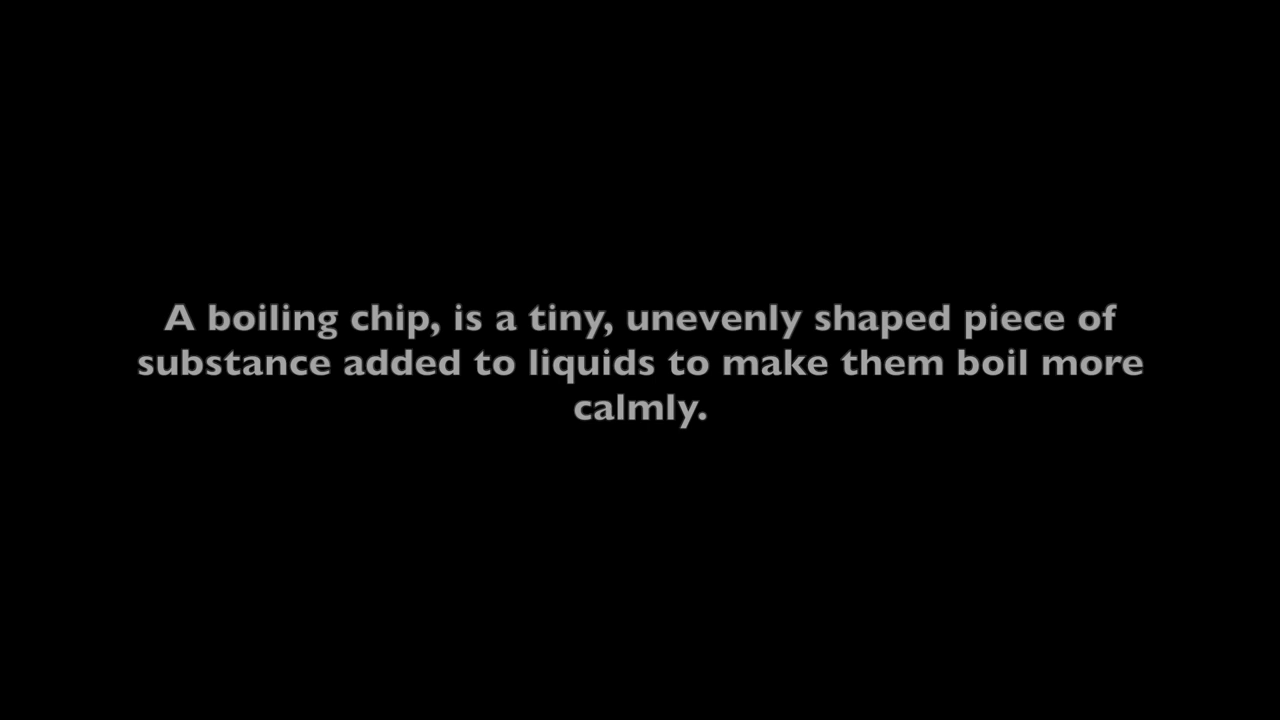 A boiling chip, is a tiny, unevenly shaped piece of
substance added to liquids to make them boil more
calmly.